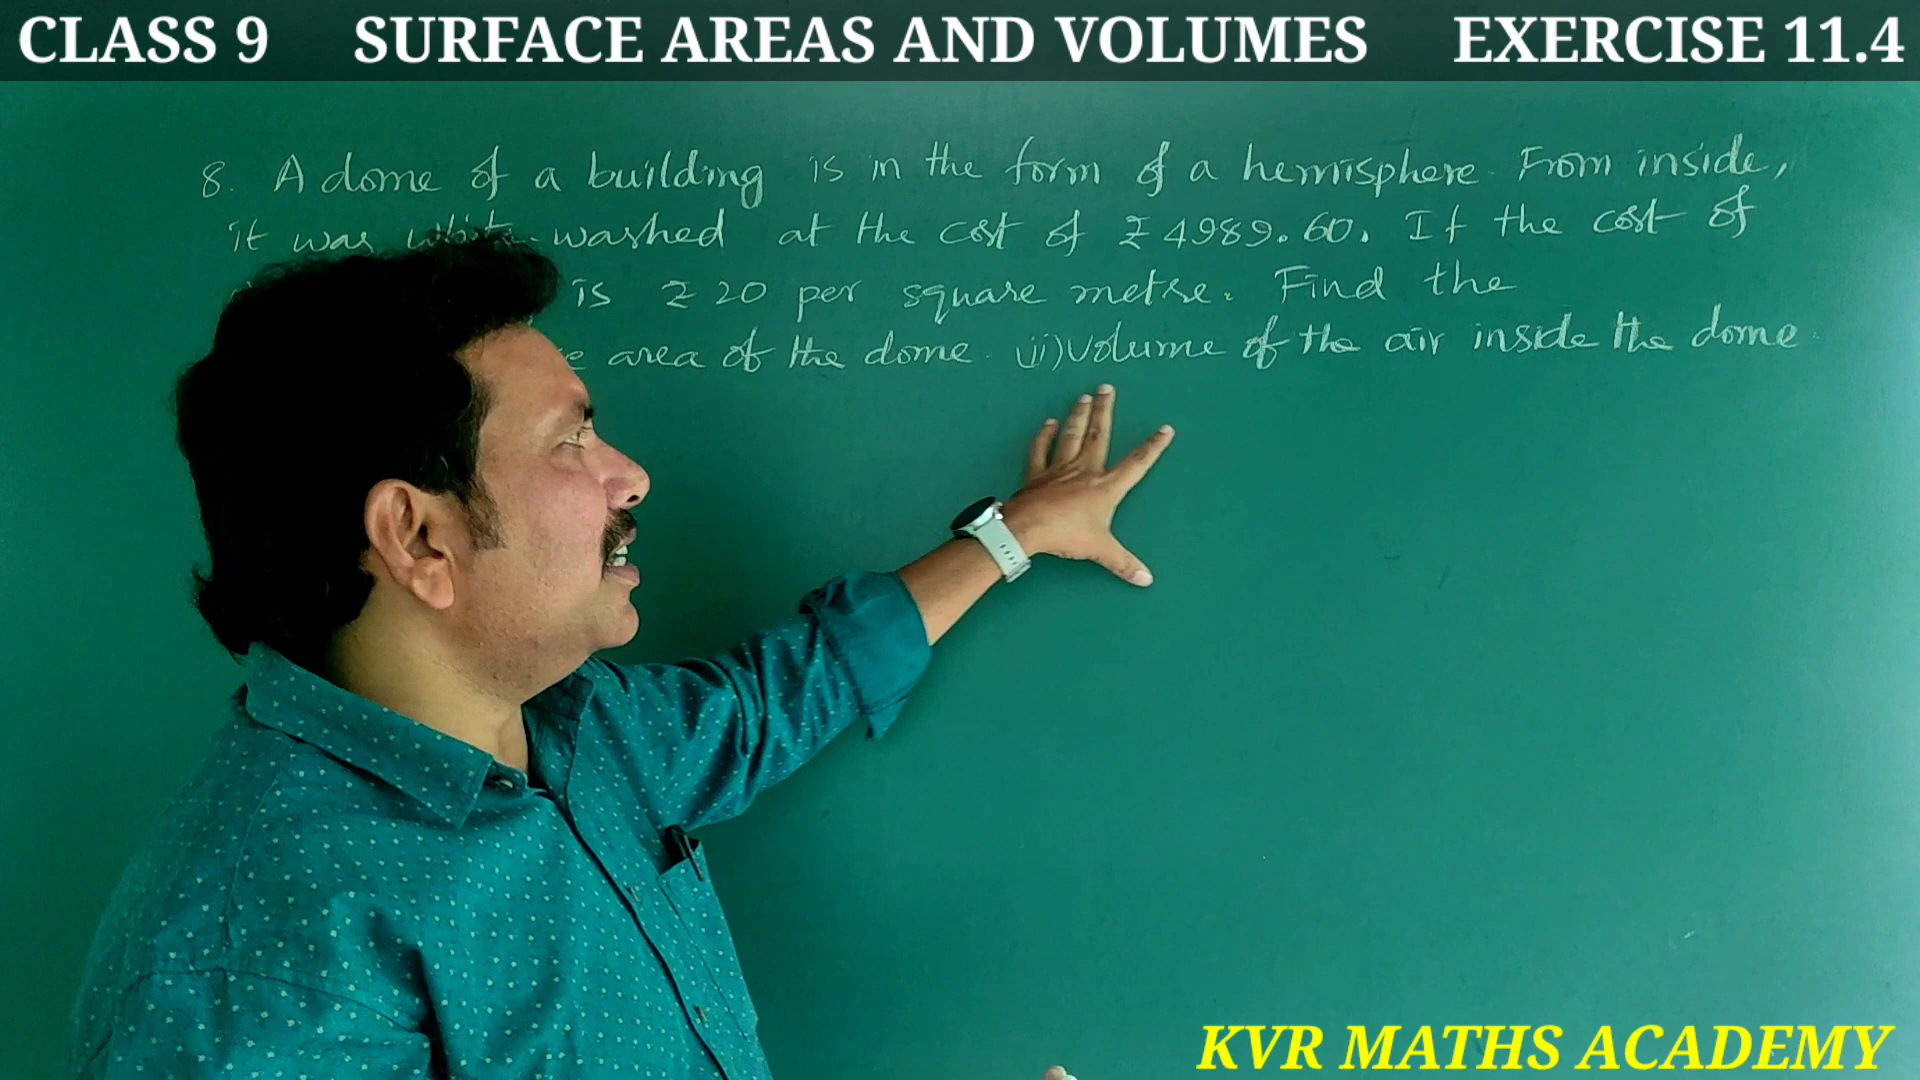 CLASS 9 SURFACE AREAS AND VOLUMES EXERCISE 11.4
8. A dome of a building is in the form of a hemisphere. From inside,
it was white-washed at the cost of ₹4989.60. If the cost of
is ₹20 per square metre. Find the
area of the dome. ii) Volume of the air inside the dome.
KVR MATHS ACADEMY